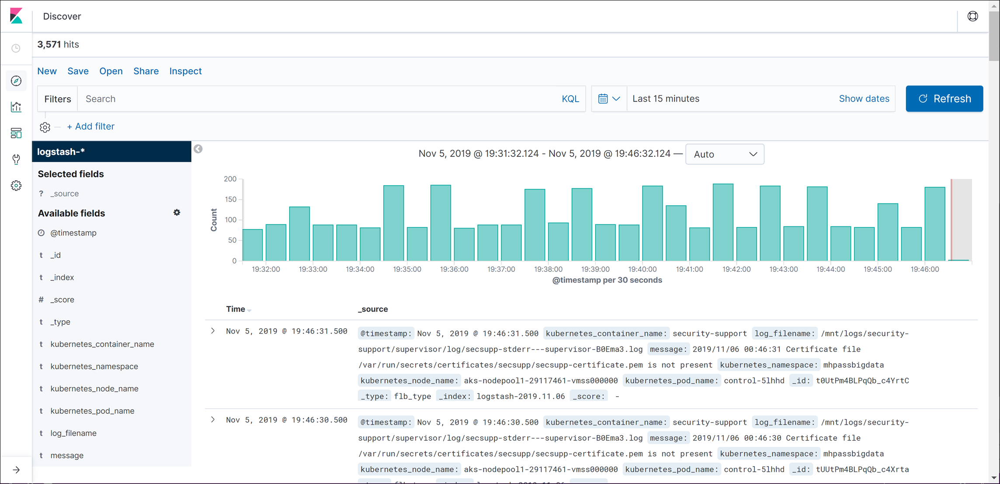 Discover
3,571 hits
New Save Open Share Inspect
Filters Search KQL Last 15 minutes Show dates Refresh
+ Add filter
logstash-*
Selected fields
? _source
Available fields
@timestamp
t _id
t _index
# _score
t _type
t kubernetes_container_name
t kubernetes_namespace
t kubernetes_node_name
t kubernetes_pod_name
t log_filename
t message
Nov 5, 2019 @ 19:31:32.124 - Nov 5, 2019 @ 19:46:32.124 — Auto
Count
200
150
100
50
0
19:32:00 19:33:00 19:34:00 19:35:00 19:36:00 19:37:00 19:38:00 19:39:00 19:40:00 19:41:00 19:42:00 19:43:00 19:44:00 19:45:00 19:46:00
@timestamp per 30 seconds
Time _source
Nov 5, 2019 @ 19:46:31.500 @timestamp: Nov 5, 2019 @ 19:46:31.500 kubernetes_container_name: security-support log_filename: /mnt/logs/security-
support/supervisor/log/secsupp-stderr---supervisor-B0Ema3.log message: 2019/11/06 00:46:31 Certificate file
/var/run/secrets/certificates/secsupp/secsupp-certificate.pem is not present kubernetes_namespace: mhpassbigdata
kubernetes_node_name: aks-nodepool1-29117461-vmss000000 kubernetes_pod_name: control-5lhhd _id: t0UtPm4BLPqQb_c4YrtC
_type: flb_type _index: logstash-2019.11.06 _score: -
Nov 5, 2019 @ 19:46:30.500 @timestamp: Nov 5, 2019 @ 19:46:30.500 kubernetes_container_name: security-support log_filename: /mnt/logs/security-
support/supervisor/log/secsupp-stderr---supervisor-B0Ema3.log message: 2019/11/06 00:46:30 Certificate file
/var/run/secrets/certificates/secsupp/secsupp-certificate.pem is not present kubernetes_namespace: mhpassbigdata
kubernetes_node_name: aks-nodepool1-29117461-vmss000000 kubernetes_pod_name: control-5lhhd _id: tUUtPm4BLPqQb_c4Xrta